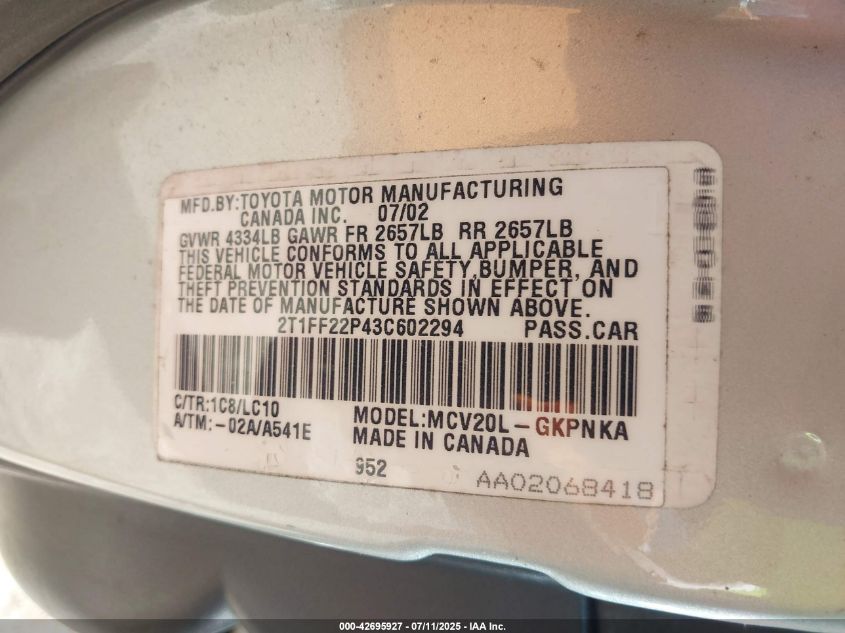 MFD.BY:TOYOTA MOTOR MANUFACTURING
CANADA INC. 07/02
GVWR 4334LB GAWR FR 2657LB RR 2657LB
THIS VEHICLE CONFORMS TO ALL APPLICABLE
FEDERAL MOTOR VEHICLE SAFETY,BUMPER, AND
THEFT PREVENTION STANDARDS IN EFFECT ON
THE DATE OF MANUFACTURE SHOWN ABOVE.
2T1FF22P43C602294 PASS.CAR
C/TR:1C8/LC10
A/TM:-02A/A541E
MODEL:MCV20L-GKPNKA
MADE IN CANADA
952
AA02068418
000-42695927 - 07/11/2025 - IAA Inc.